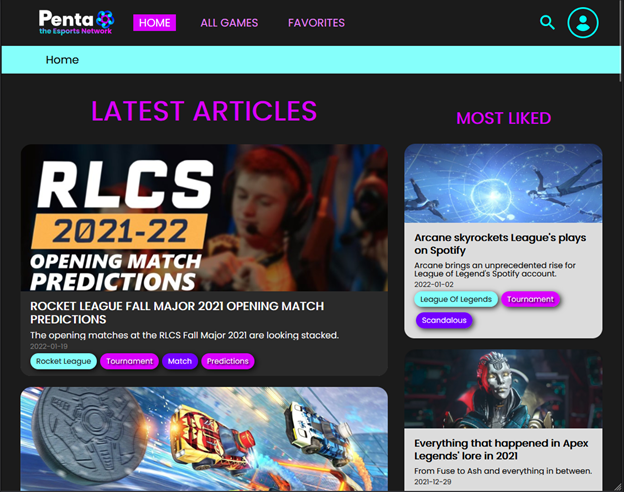 Penta
the Esports Network
HOME
ALL GAMES
FAVORITES
Home
LATEST ARTICLES
RLCS
2021-22
OPENING MATCH
PREDICTIONS
ROCKET LEAGUE FALL MAJOR 2021 OPENING MATCH
PREDICTIONS
The opening matches at the RLCS Fall Major 2021 are looking stacked.
2022-01-19
Rocket League
Tournament
Match
Predictions
MOST LIKED
Arcane skyrockets League's plays
on Spotify
Arcane brings an unprecedented rise for
League of Legend's Spotify account.
2022-01-02
League Of Legends
Tournament
Scandalous
Everything that happened in Apex
Legends' lore in 2021
From Fuse to Ash and everything in between.
2021-12-29